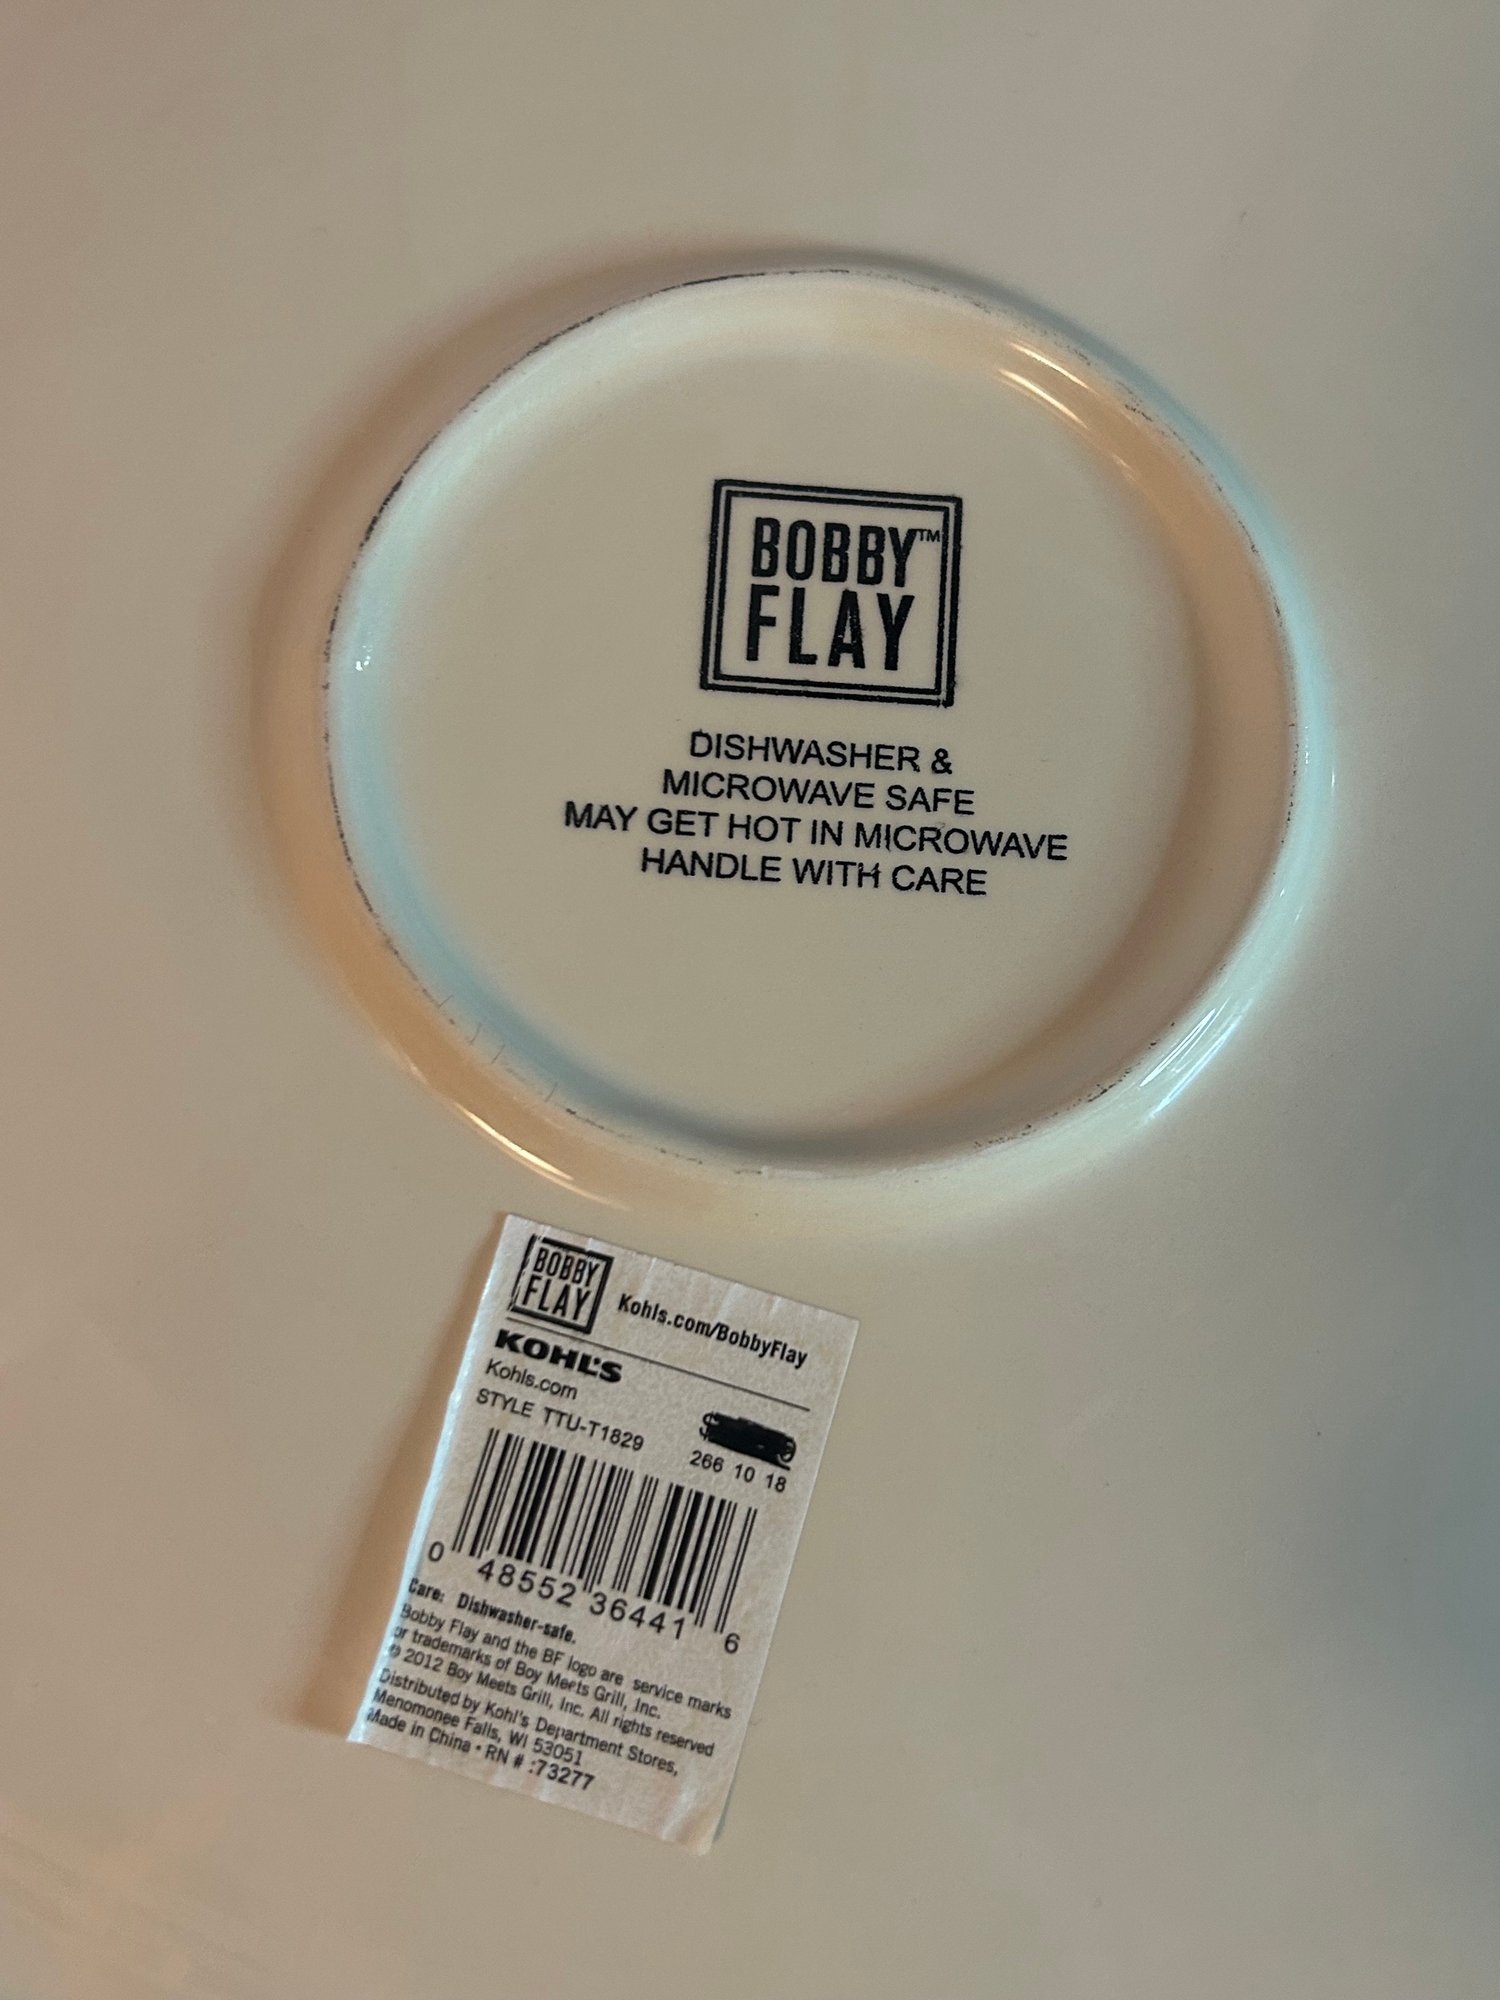 BOBBY™
FLAY
DISHWASHER &
MICROWAVE SAFE
MAY GET HOT IN MICROWAVE
HANDLE WITH CARE
BOBBY
FLAY
Kohls.com/BobbyFlay
KOHL'S
Kohls.com
STYLE TTU-T1829
$
266 10 18
0 48552 36441 6
Care: Dishwasher-safe.
Bobby Flay and the BF logo are service marks
or trademarks of Boy Meets Grill, Inc.
© 2012 Boy Meets Grill, Inc. All rights reserved
Distributed by Kohl's Department Stores,
Menomonee Falls, WI 53051
Made in China • RN # :73277